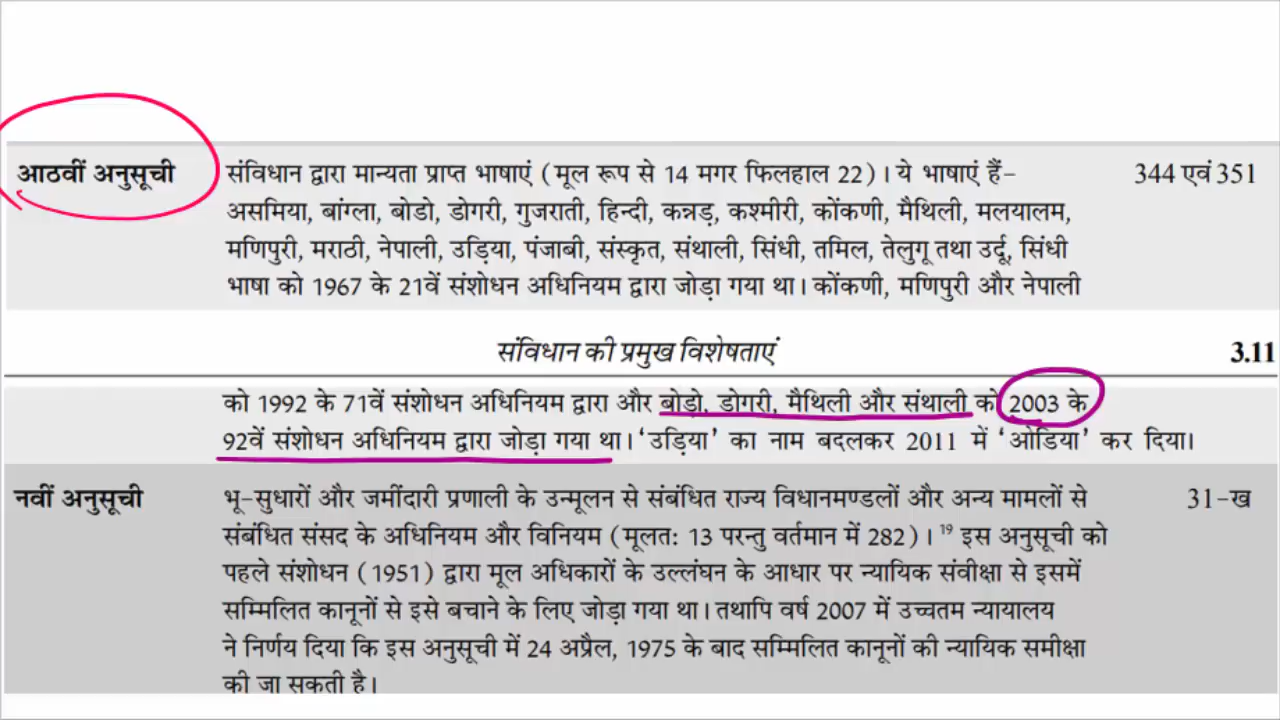 आठवीं अनुसूची संविधान द्वारा मान्यता प्राप्त भाषाएं (मूल रूप से 14 मगर फिलहाल 22)। ये भाषाएं हैं- 344 एवं 351
असमिया, बांग्ला, बोडो, डोगरी, गुजराती, हिन्दी, कन्नड़, कश्मीरी, कोंकणी, मैथिली, मलयालम,
मणिपुरी, मराठी, नेपाली, उड़िया, पंजाबी, संस्कृत, संथाली, सिंधी, तमिल, तेलुगू तथा उर्दू, सिंधी
भाषा को 1967 के 21वें संशोधन अधिनियम द्वारा जोड़ा गया था। कोंकणी, मणिपुरी और नेपाली
संविधान की प्रमुख विशेषताएं 3.11
को 1992 के 71वें संशोधन अधिनियम द्वारा और बोडो, डोगरी, मैथिली और संथाली को 2003 के
92वें संशोधन अधिनियम द्वारा जोड़ा गया था। ‘उड़िया’ का नाम बदलकर 2011 में ‘ओडिया’ कर दिया।
नवीं अनुसूची भू-सुधारों और जमींदारी प्रणाली के उन्मूलन से संबंधित राज्य विधानमण्डलों और अन्य मामलों से 31-ख
संबंधित संसद के अधिनियम और विनियम (मूलत: 13 परन्तु वर्तमान में 282)।19 इस अनुसूची को
पहले संशोधन (1951) द्वारा मूल अधिकारों के उल्लंघन के आधार पर न्यायिक संवीक्षा से इसमें
सम्मिलित कानूनों से इसे बचाने के लिए जोड़ा गया था। तथापि वर्ष 2007 में उच्चतम न्यायालय
ने निर्णय दिया कि इस अनुसूची में 24 अप्रैल, 1975 के बाद सम्मिलित कानूनों की न्यायिक समीक्षा
की जा सकती है।